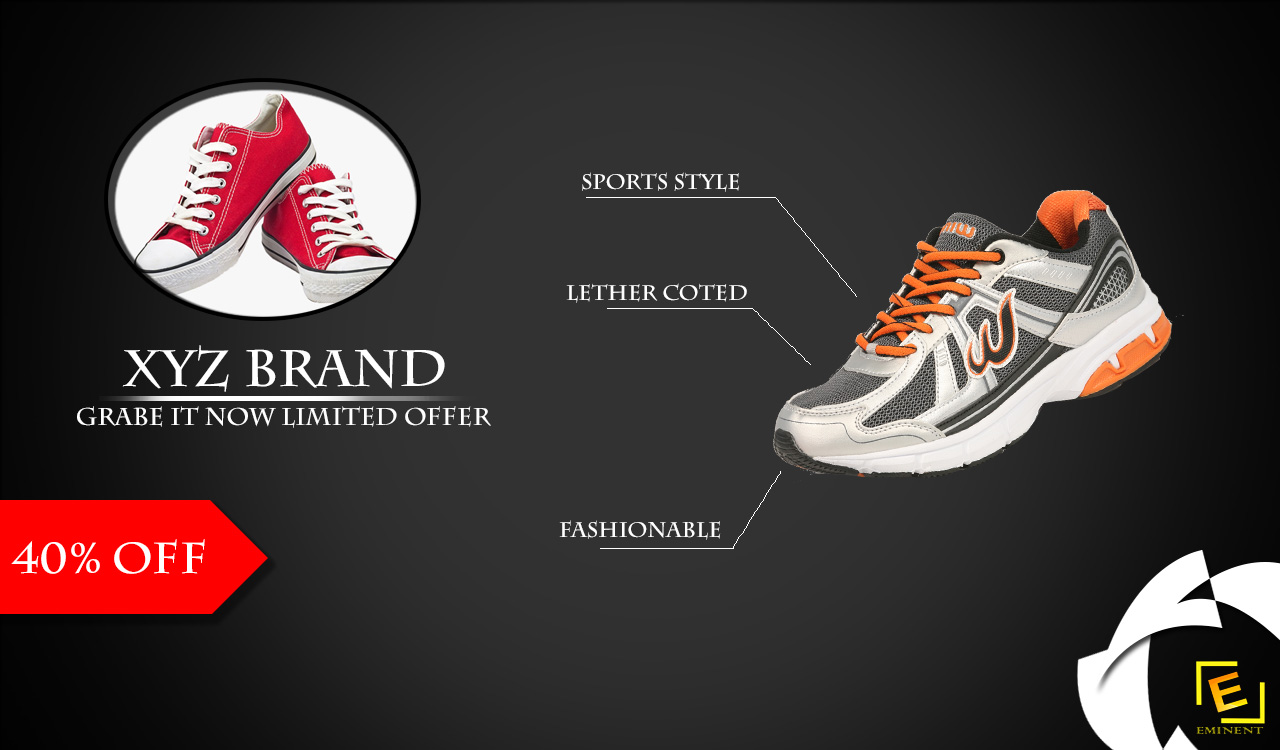 SPORTS STYLE
LETHER COTED
XYZ BRAND
GRABE IT NOW LIMITED OFFER
FASHIONABLE
40% OFF
E
EMINENT